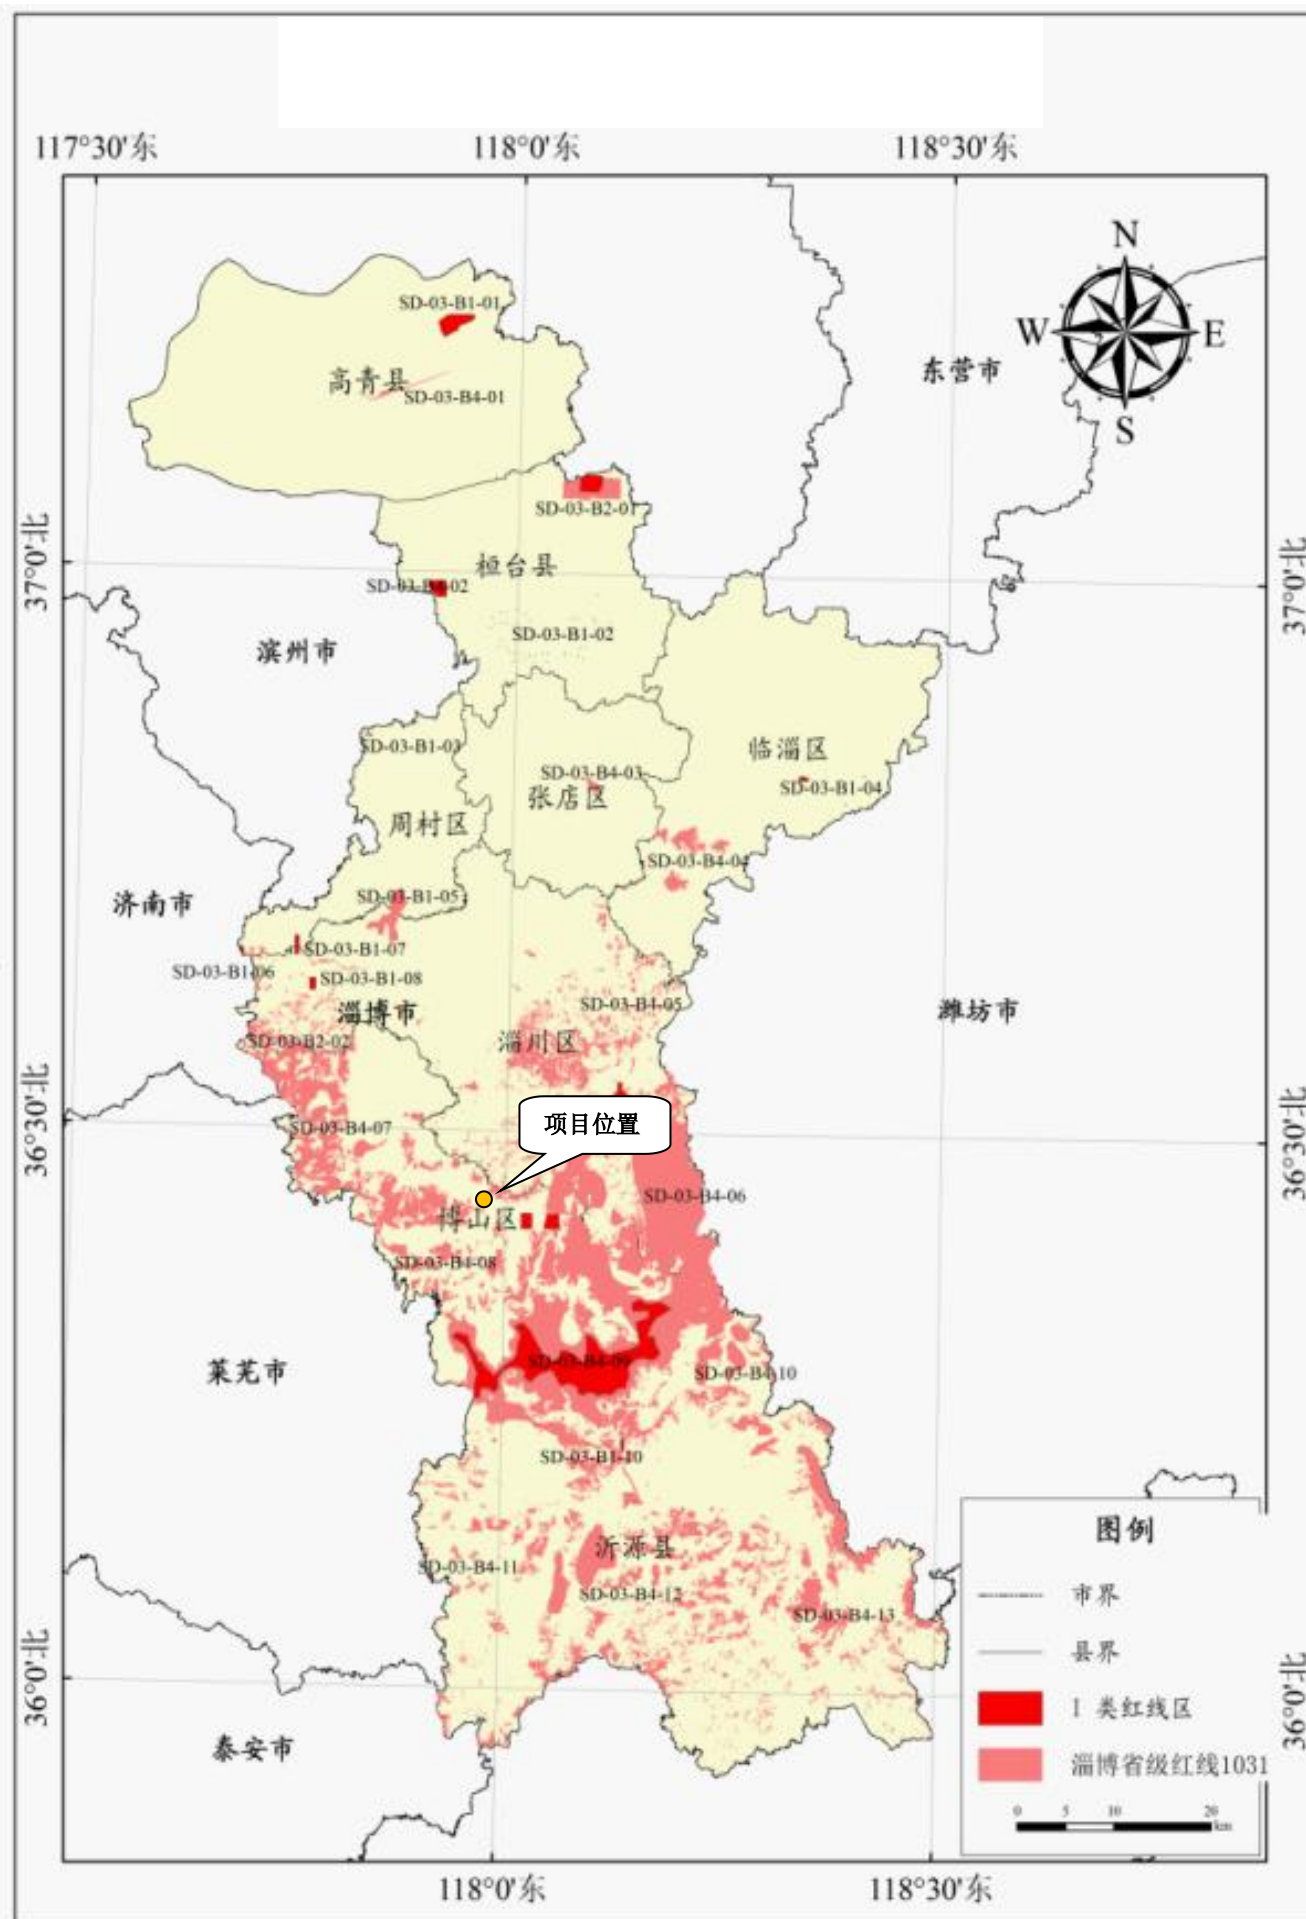 117°30'东
118°0'东
118°30'东
N
W
E
S
SD-03-B1-01
高青县
SD-03-B4-01
东营市
SD-03-B2-01
37°0'北
37°0'北
桓台县
SD-03-B4-02
SD-03-B1-02
滨州市
SD-03-B1-03
临淄区
SD-03-B4-03
SD-03-B1-04
张店区
周村区
SD-03-B4-04
济南市
SD-03-B1-05
SD-03-B1-07
SD-03-B1-06
SD-03-B1-08
SD-03-B4-05
淄博市
潍坊市
SD-03-B2-02
淄川区
36°30'北
36°30'北
项目位置
SD-03-B4-07
SD-03-B4-06
博山区
SD-03-B4-08
SD-03-B4-09
莱芜市
SD-03-B4-10
SD-03-B1-10
沂源县
SD-03-B4-11
SD-03-B4-12
SD-03-B4-13
36°0'北
36°0'北
泰安市
图例
市界
县界
I 类红线区
淄博省级红线1031
0 5 10 20
km
118°0'东
118°30'东